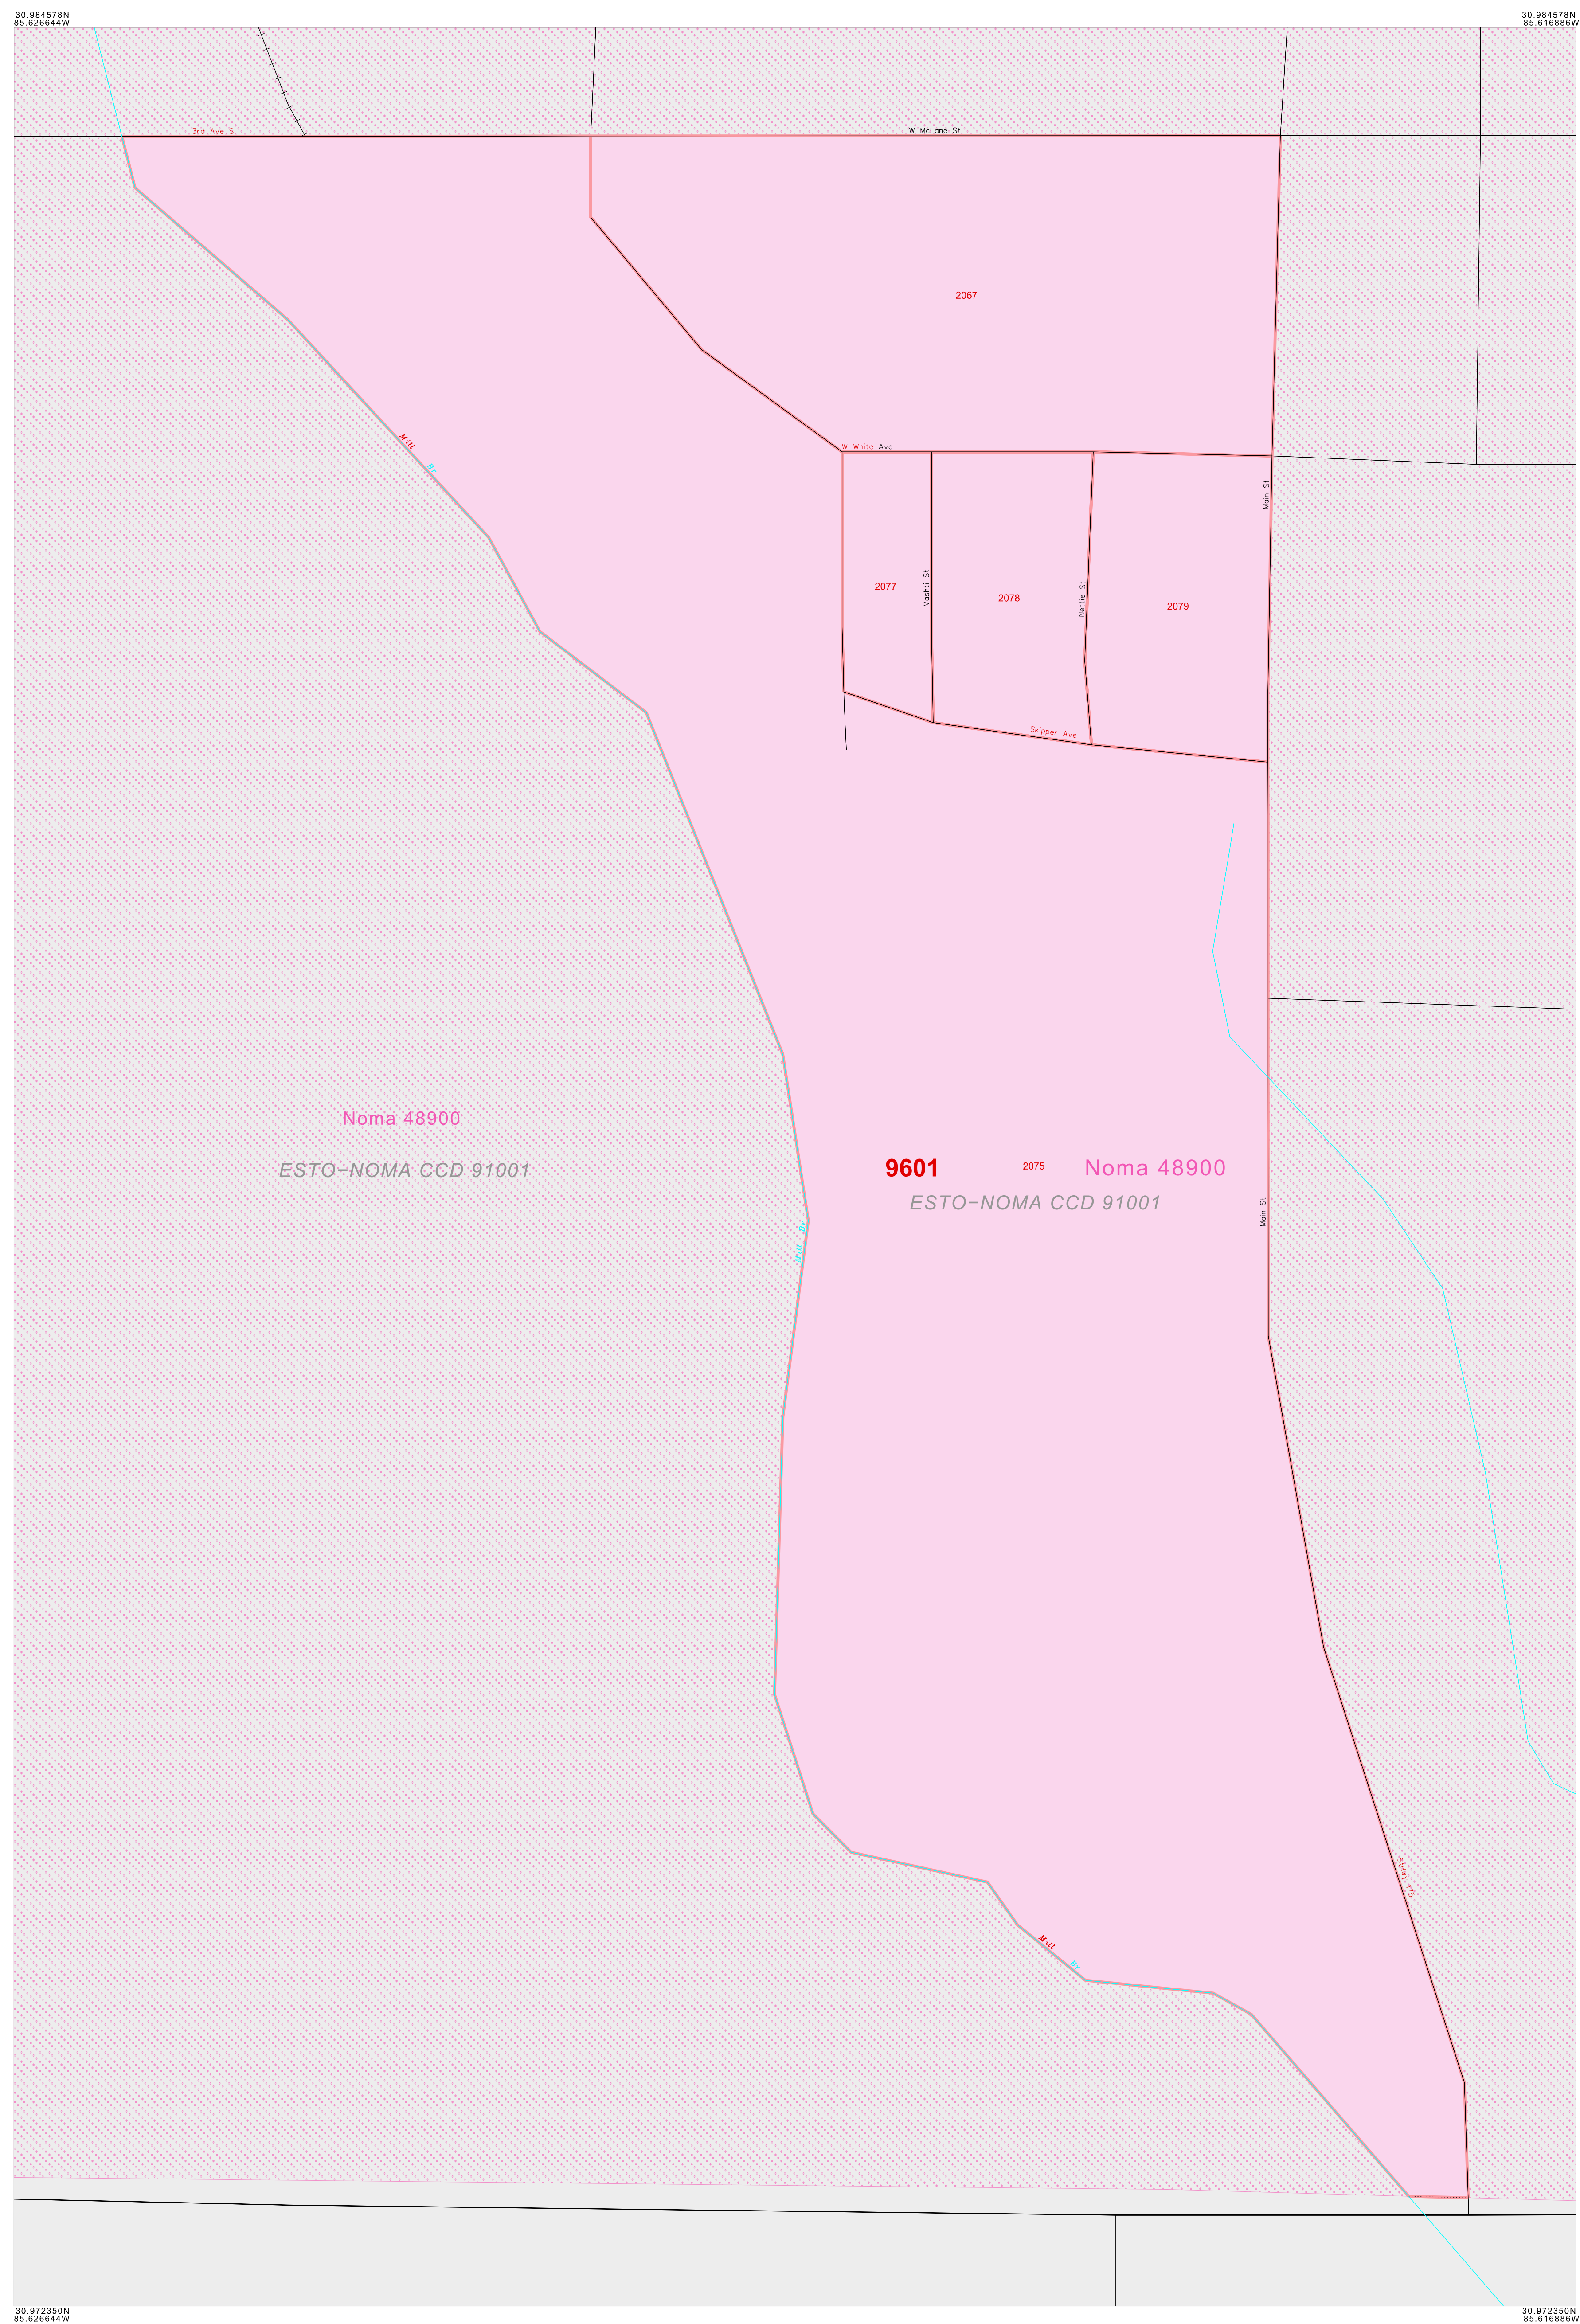 30.984578N
85.626644W
30.984578N
85.616886W
3rd Ave S
W McLane St
2067
Mill Br
W White Ave
Main St
2077
Vashti St
2078
Nettie St
2079
Skipper Ave
Noma 48900
ESTO-NOMA CCD 91001
9601
2075
Noma 48900
ESTO-NOMA CCD 91001
Main St
Mill Br
StHwy 175
Mill Br
30.972350N
85.626644W
30.972350N
85.616886W